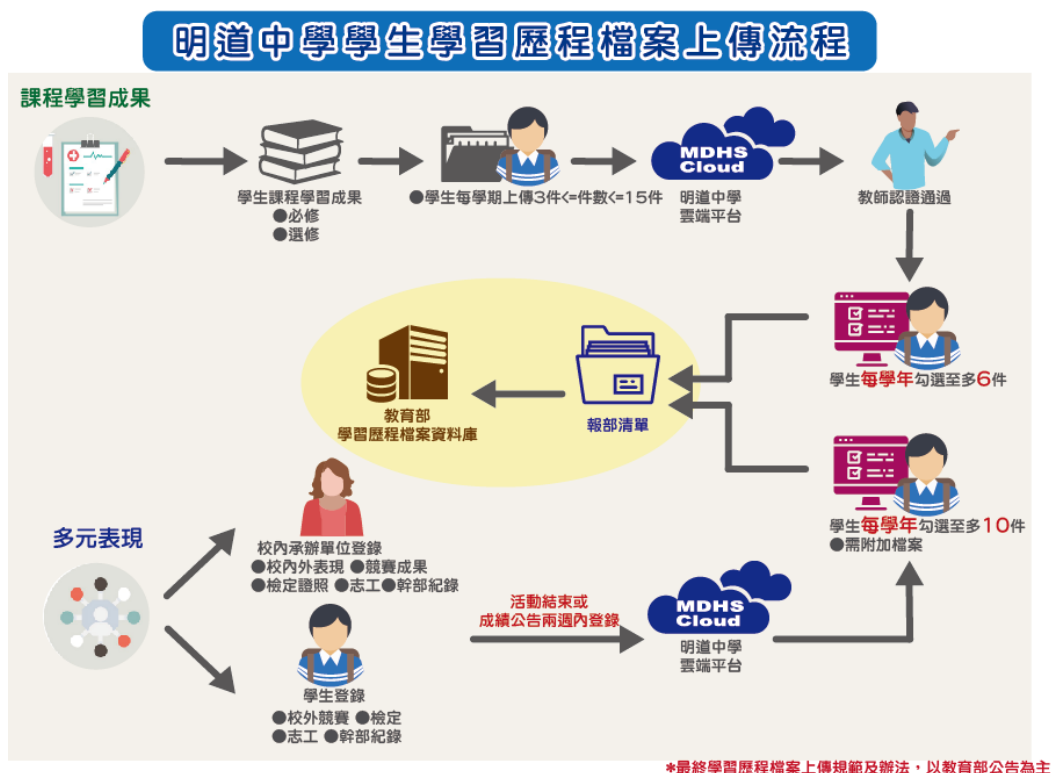 明道中學學生學習歷程檔案上傳流程
課程學習成果
學生課程學習成果
●必修
●選修
●學生每學期上傳3件<=件數<=15件
MDHS
Cloud
明道中學
雲端平台
教師認證通過
學生每學年勾選至多6件
報部清單
教育部
學習歷程檔案資料庫
學生每學年勾選至多10件
●需附加檔案
多元表現
校內承辦單位登錄
●校內外表現 ●競賽成果
●檢定證照 ●志工●幹部紀錄
學生登錄
●校外競賽 ●檢定
●志工 ●幹部紀錄
活動結束或
成績公告兩週內登錄
MDHS
Cloud
明道中學
雲端平台
*最終學習歷程檔案上傳規範及辦法，以教育部公告為主